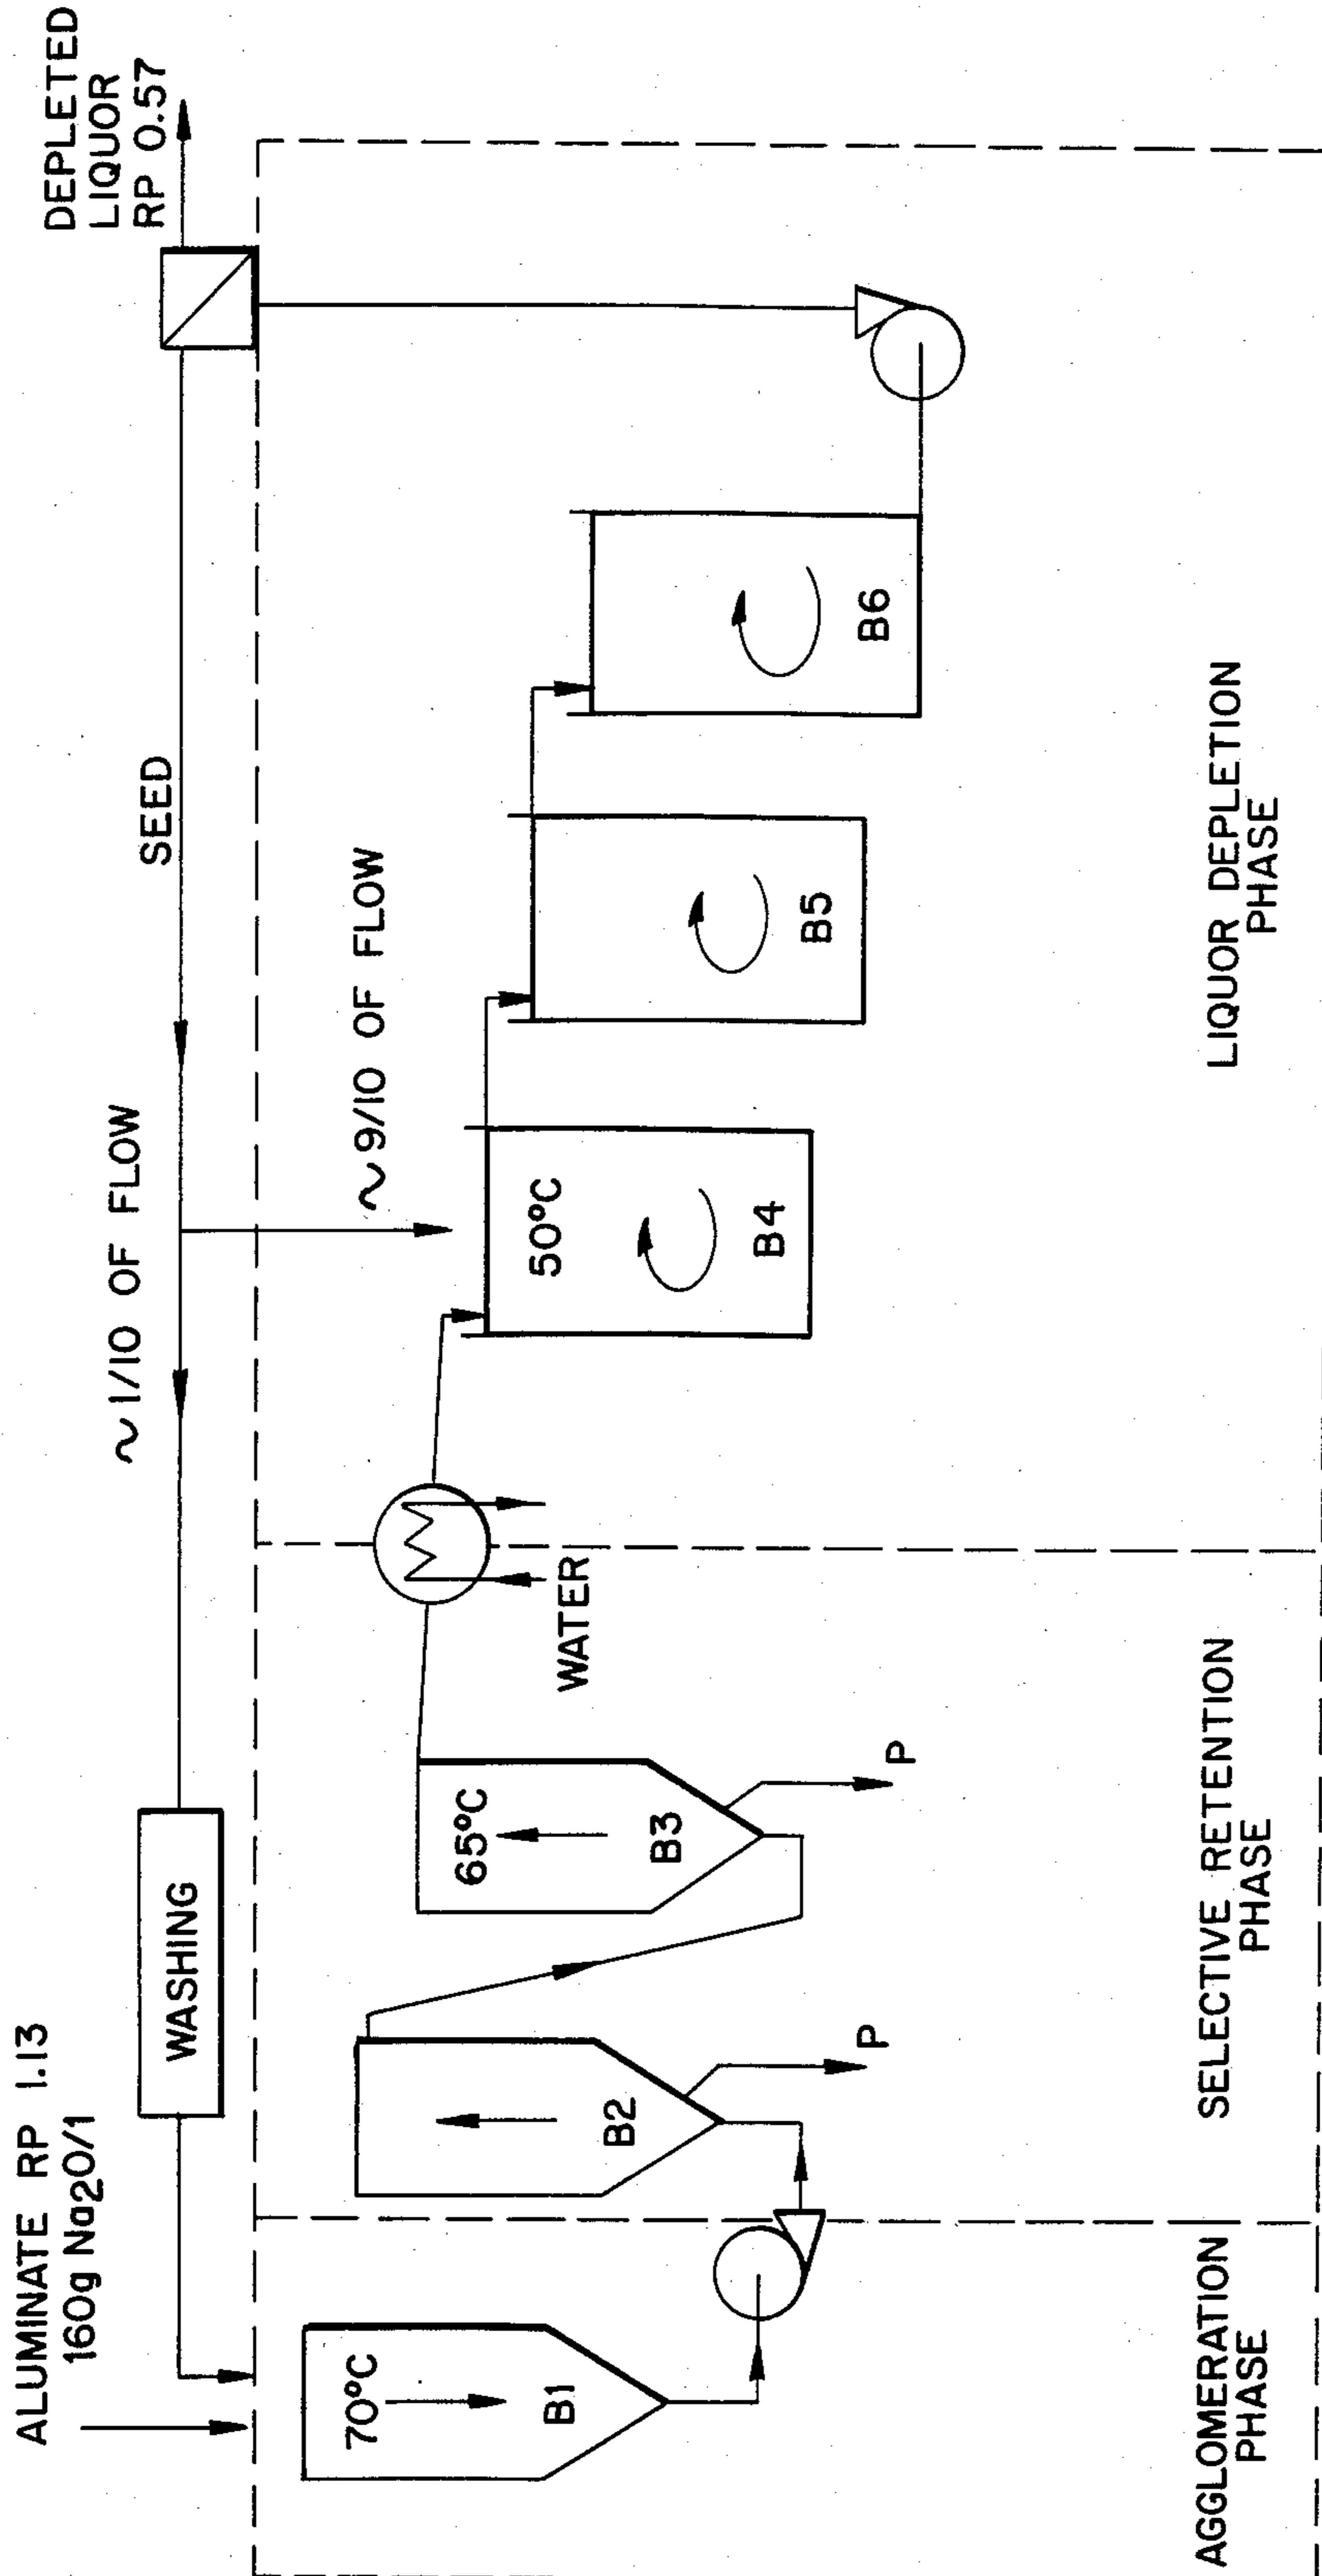 ALUMINATE RP 1.13
160g Na2O/1
WASHING
~1/10 OF FLOW
SEED
DEPLETED
LIQUOR
RP 0.57
~9/10 OF FLOW
70°C
B1
B2
P
65°C
B3
P
WATER
50°C
B4
B5
B6
AGGLOMERATION
PHASE
SELECTIVE RETENTION
PHASE
LIQUOR DEPLETION
PHASE